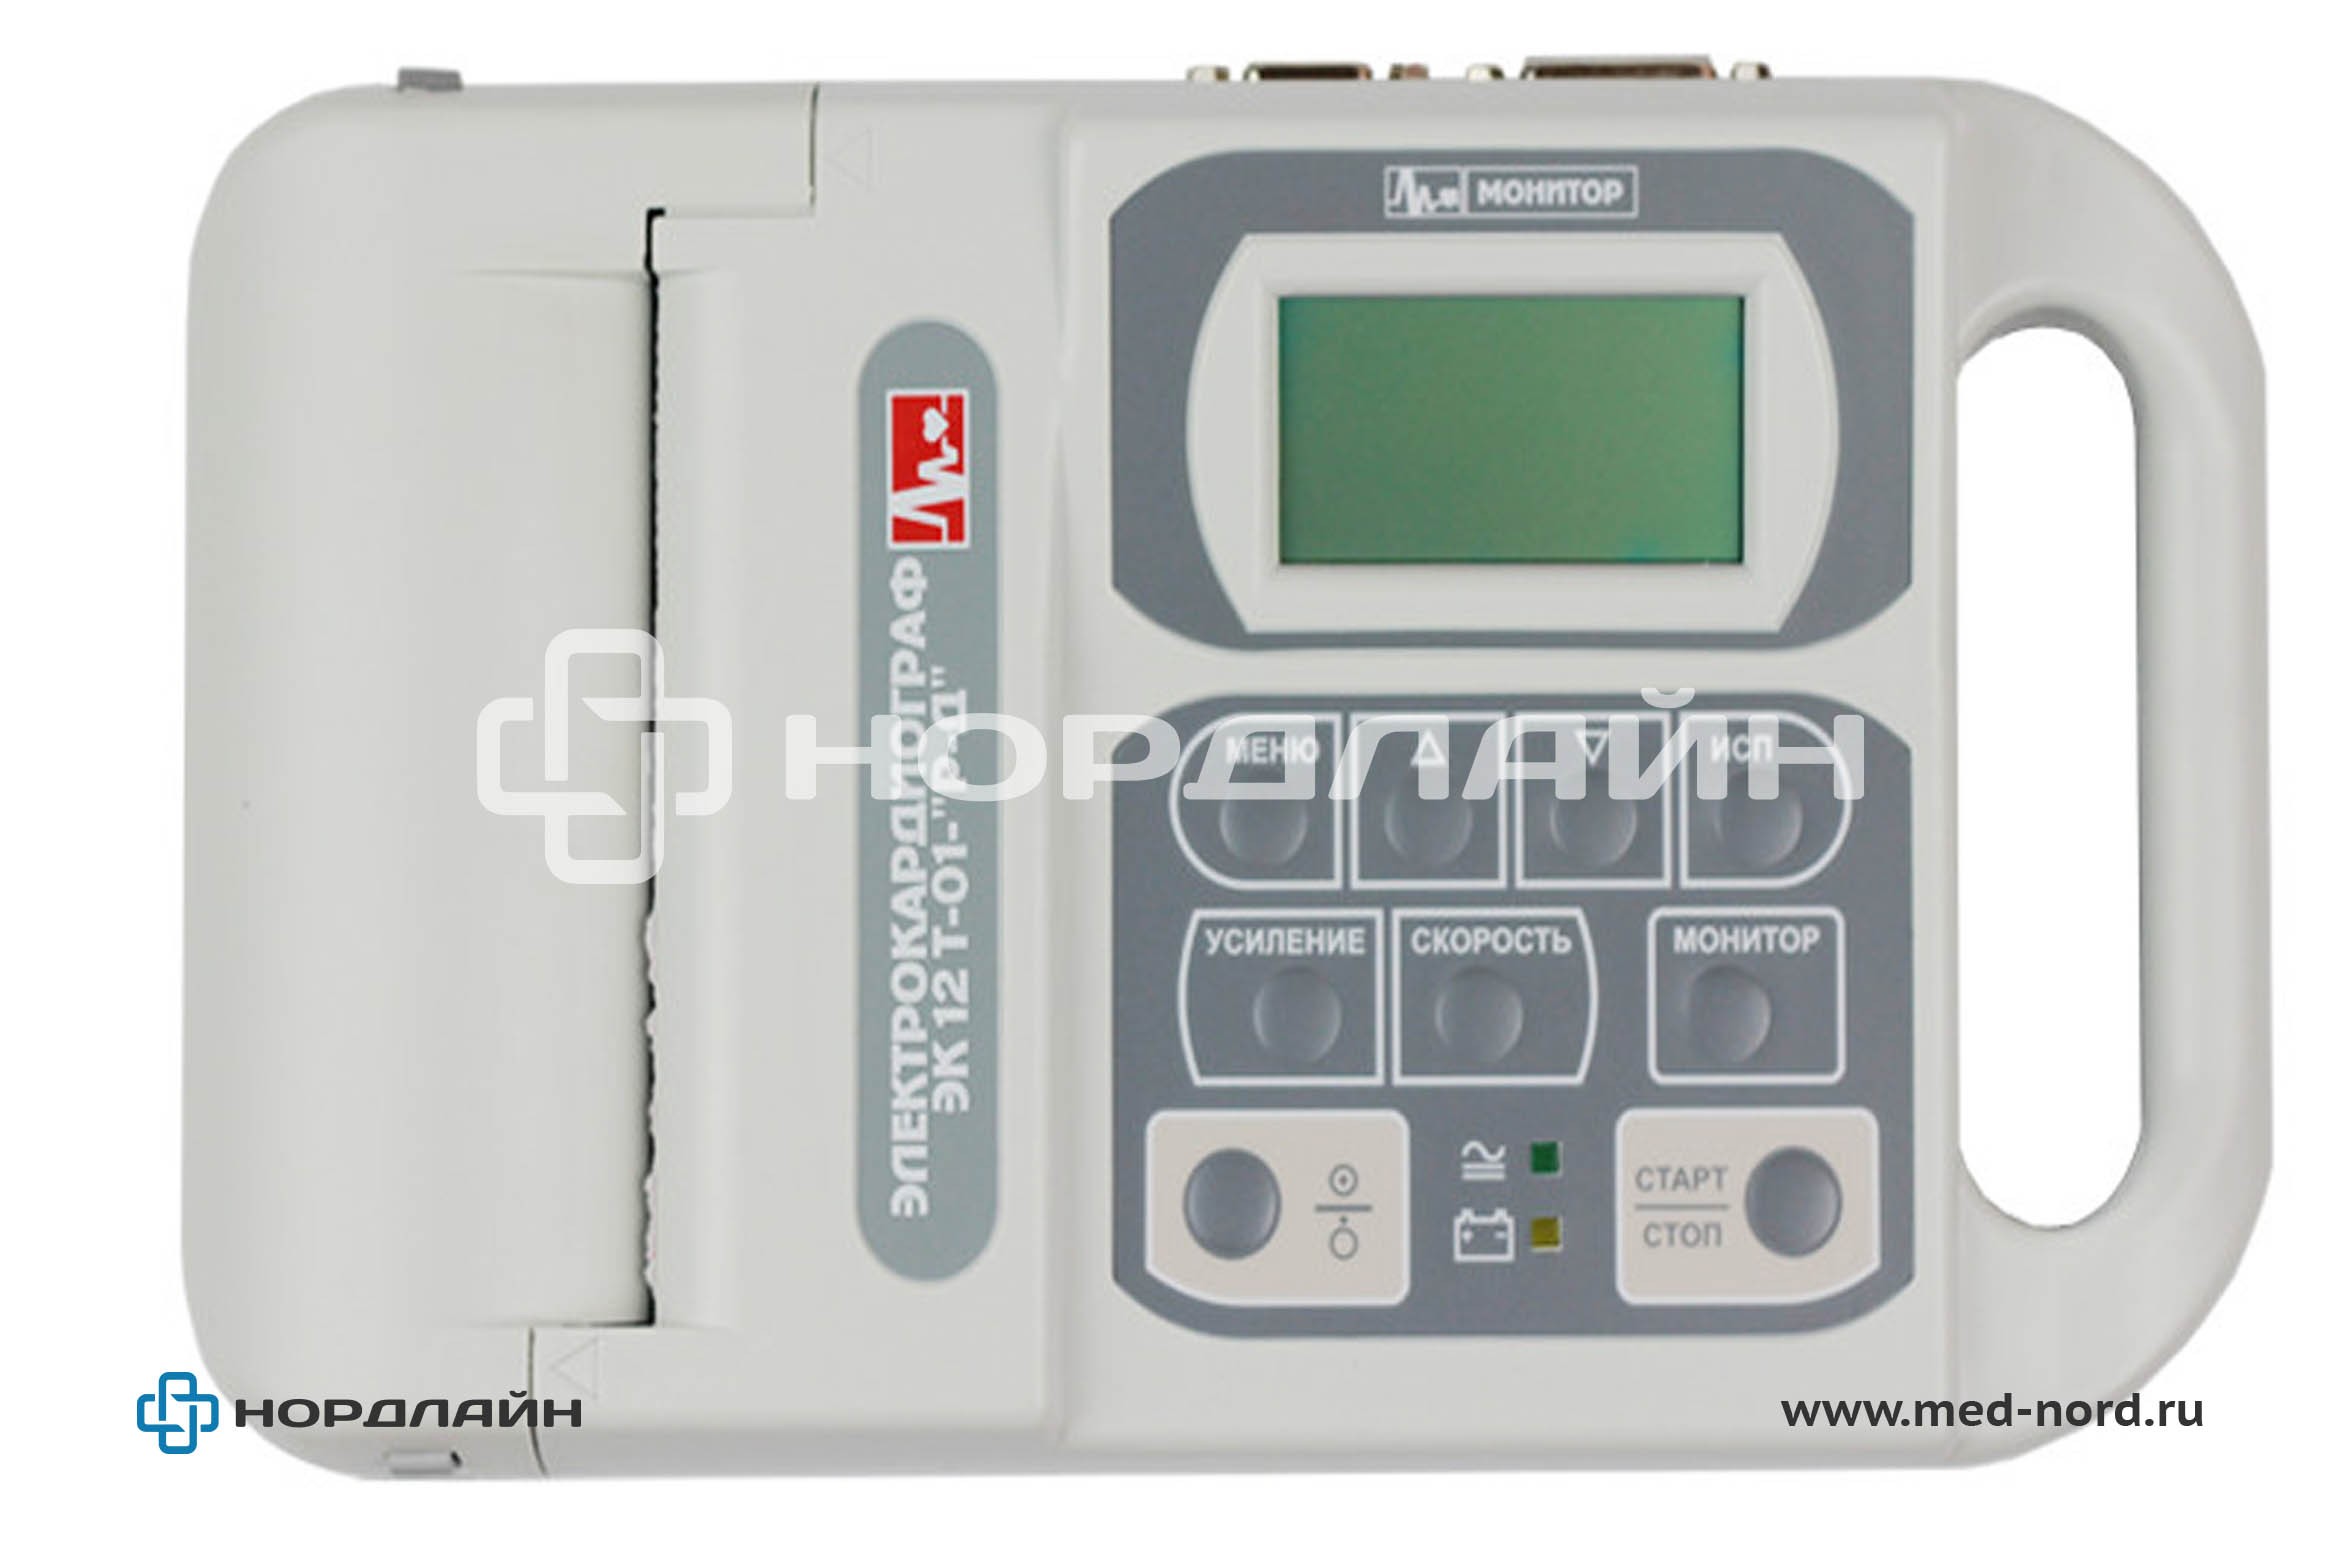 МОНИТОР
ЭЛЕКТРОКАРДИОГРАФ
ЭК 12 Т-01-"Р-Д"
НОРДЛАЙН
МЕНЮ
ИСП
УСИЛЕНИЕ
СКОРОСТЬ
МОНИТОР
СТАРТ
СТОП
НОРДЛАЙН
www.med-nord.ru